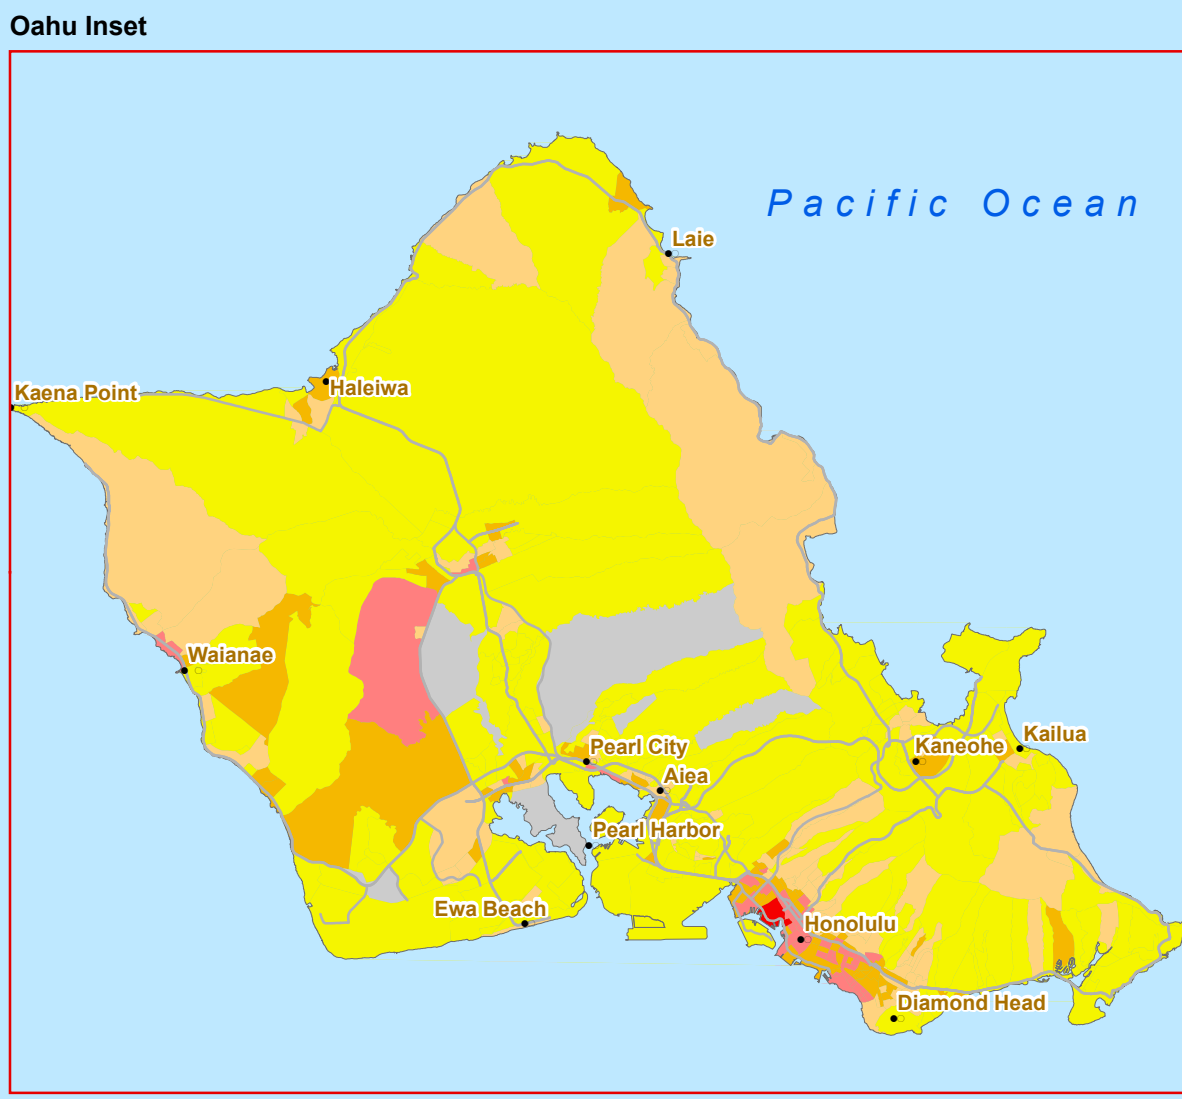 Oahu Inset
Pacific Ocean
Laie
Kaena Point
Haleiwa
Waianae
Kailua
Pearl City
Kaneohe
Aiea
Pearl Harbor
Ewa Beach
Honolulu
Diamond Head